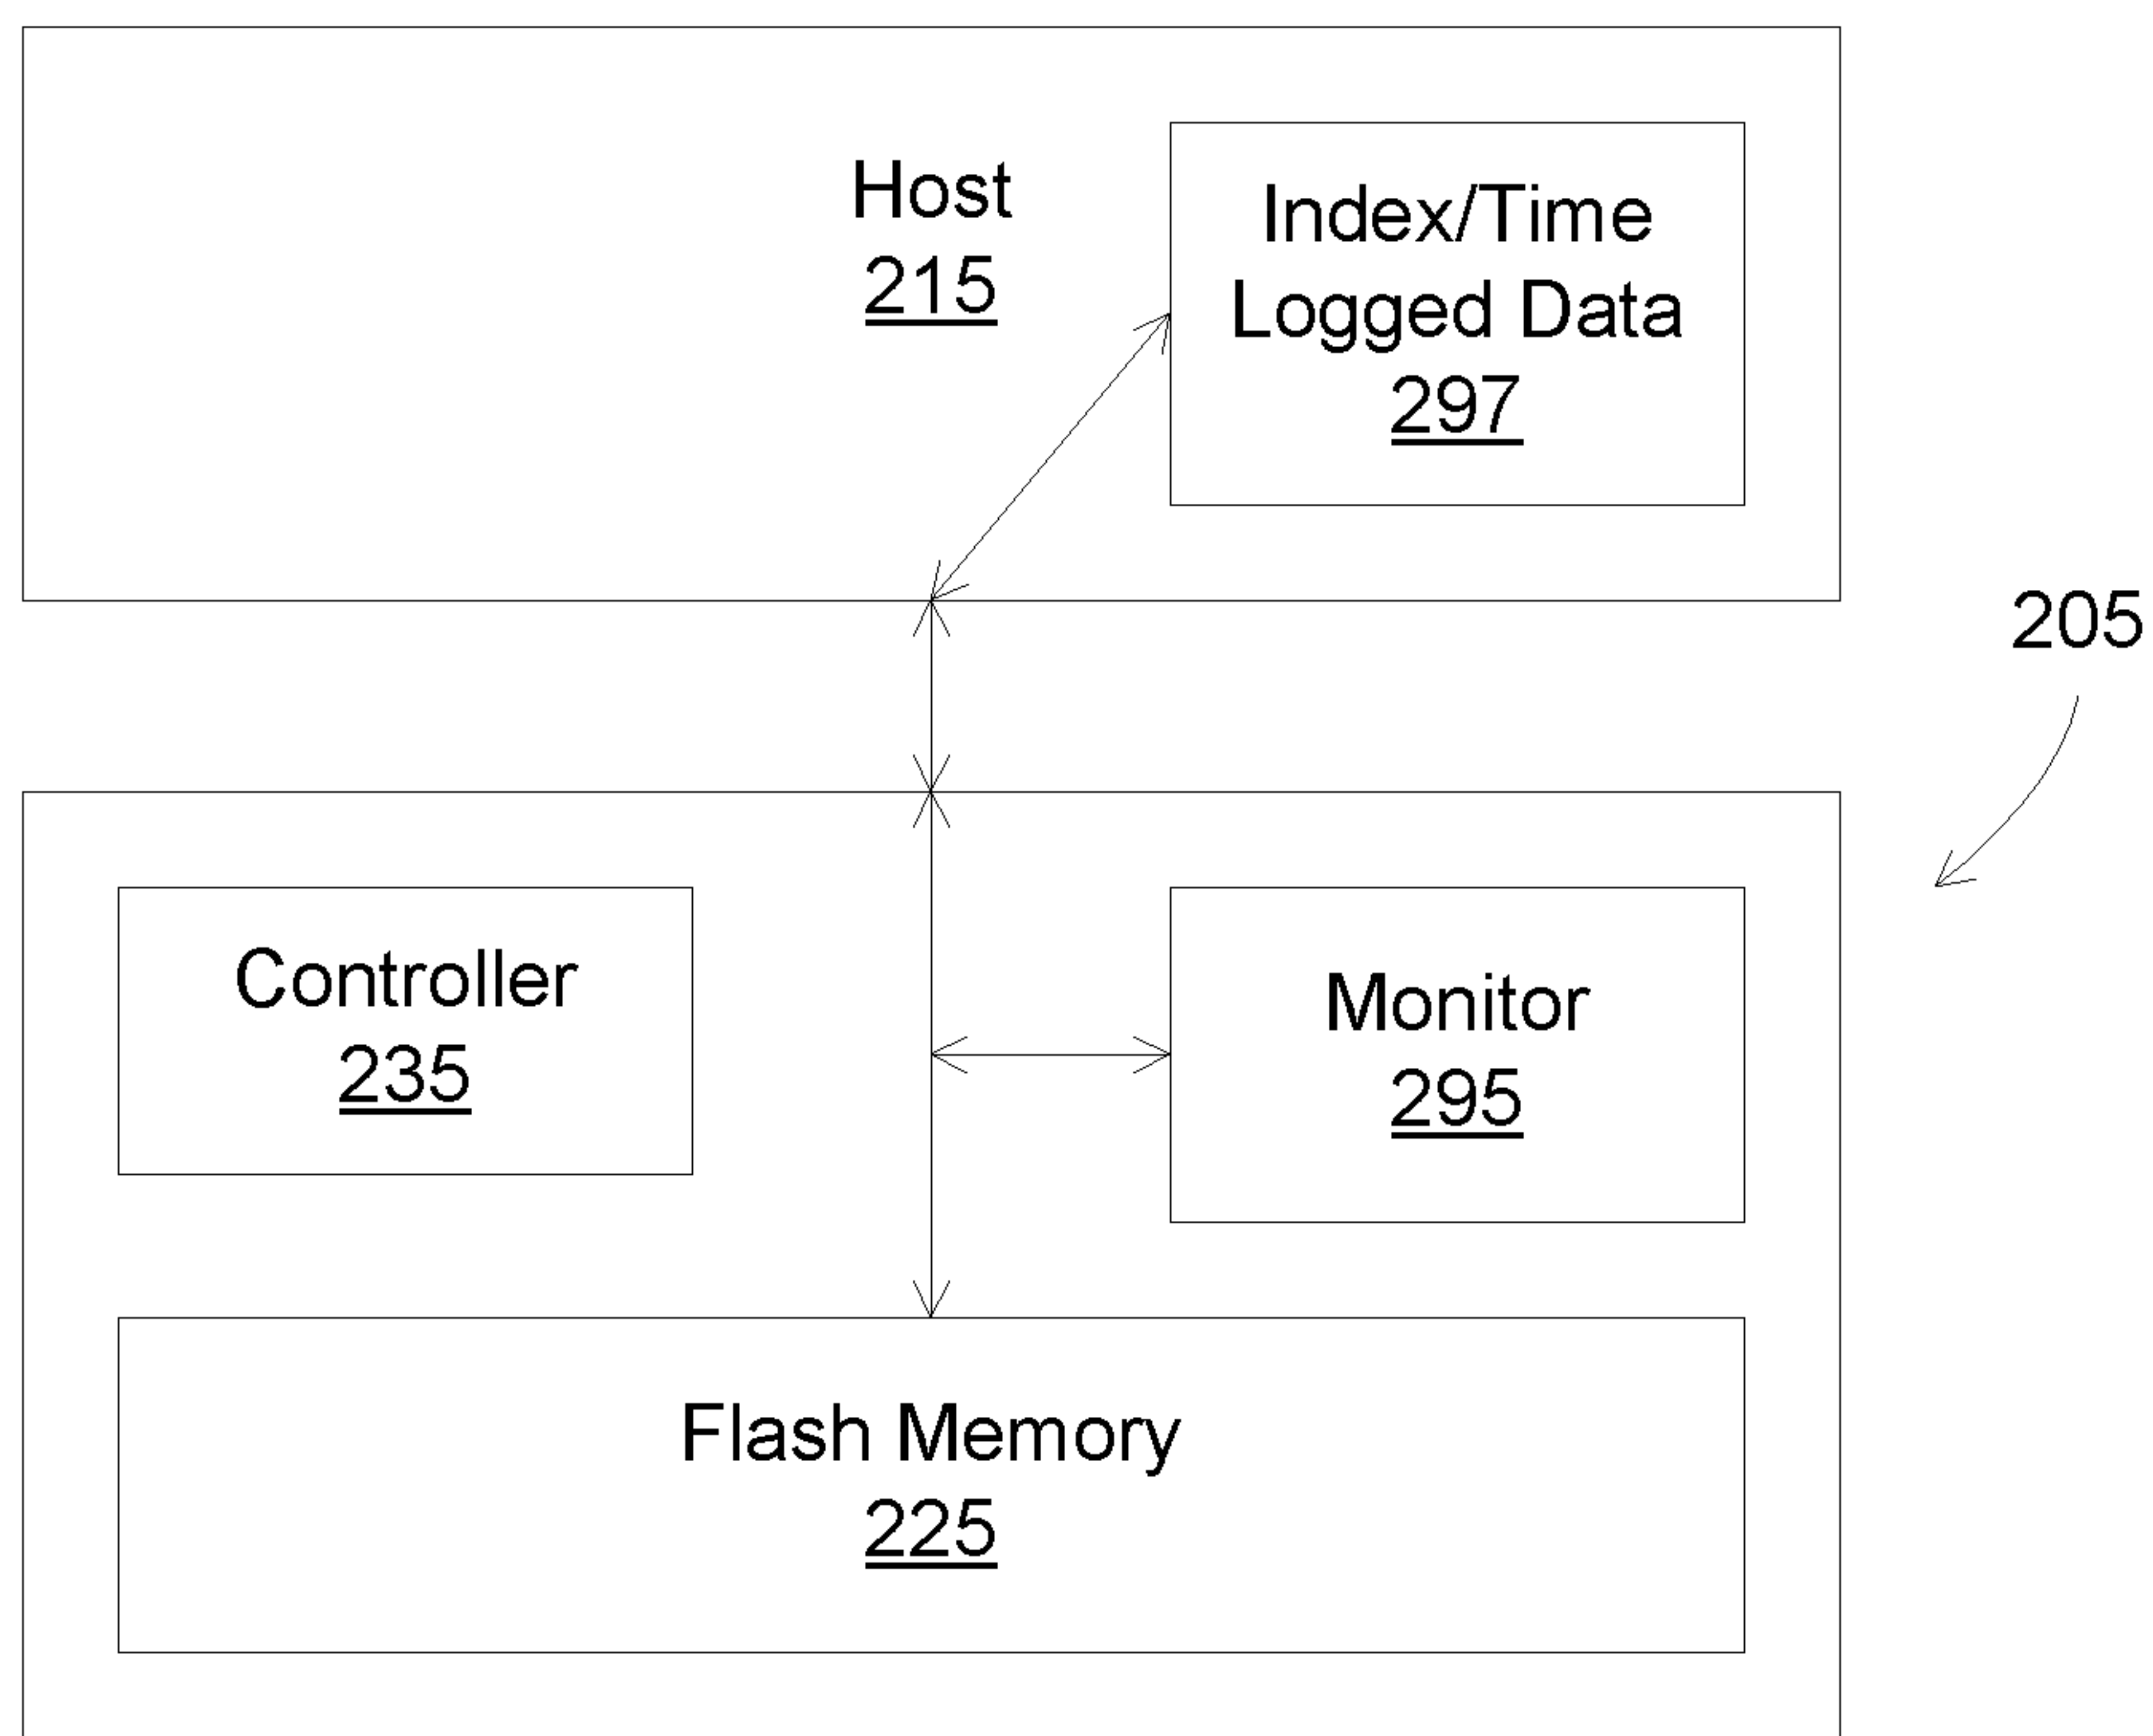 Host
215
Index/Time
Logged Data
297
205
Controller
235
Monitor
295
Flash Memory
225